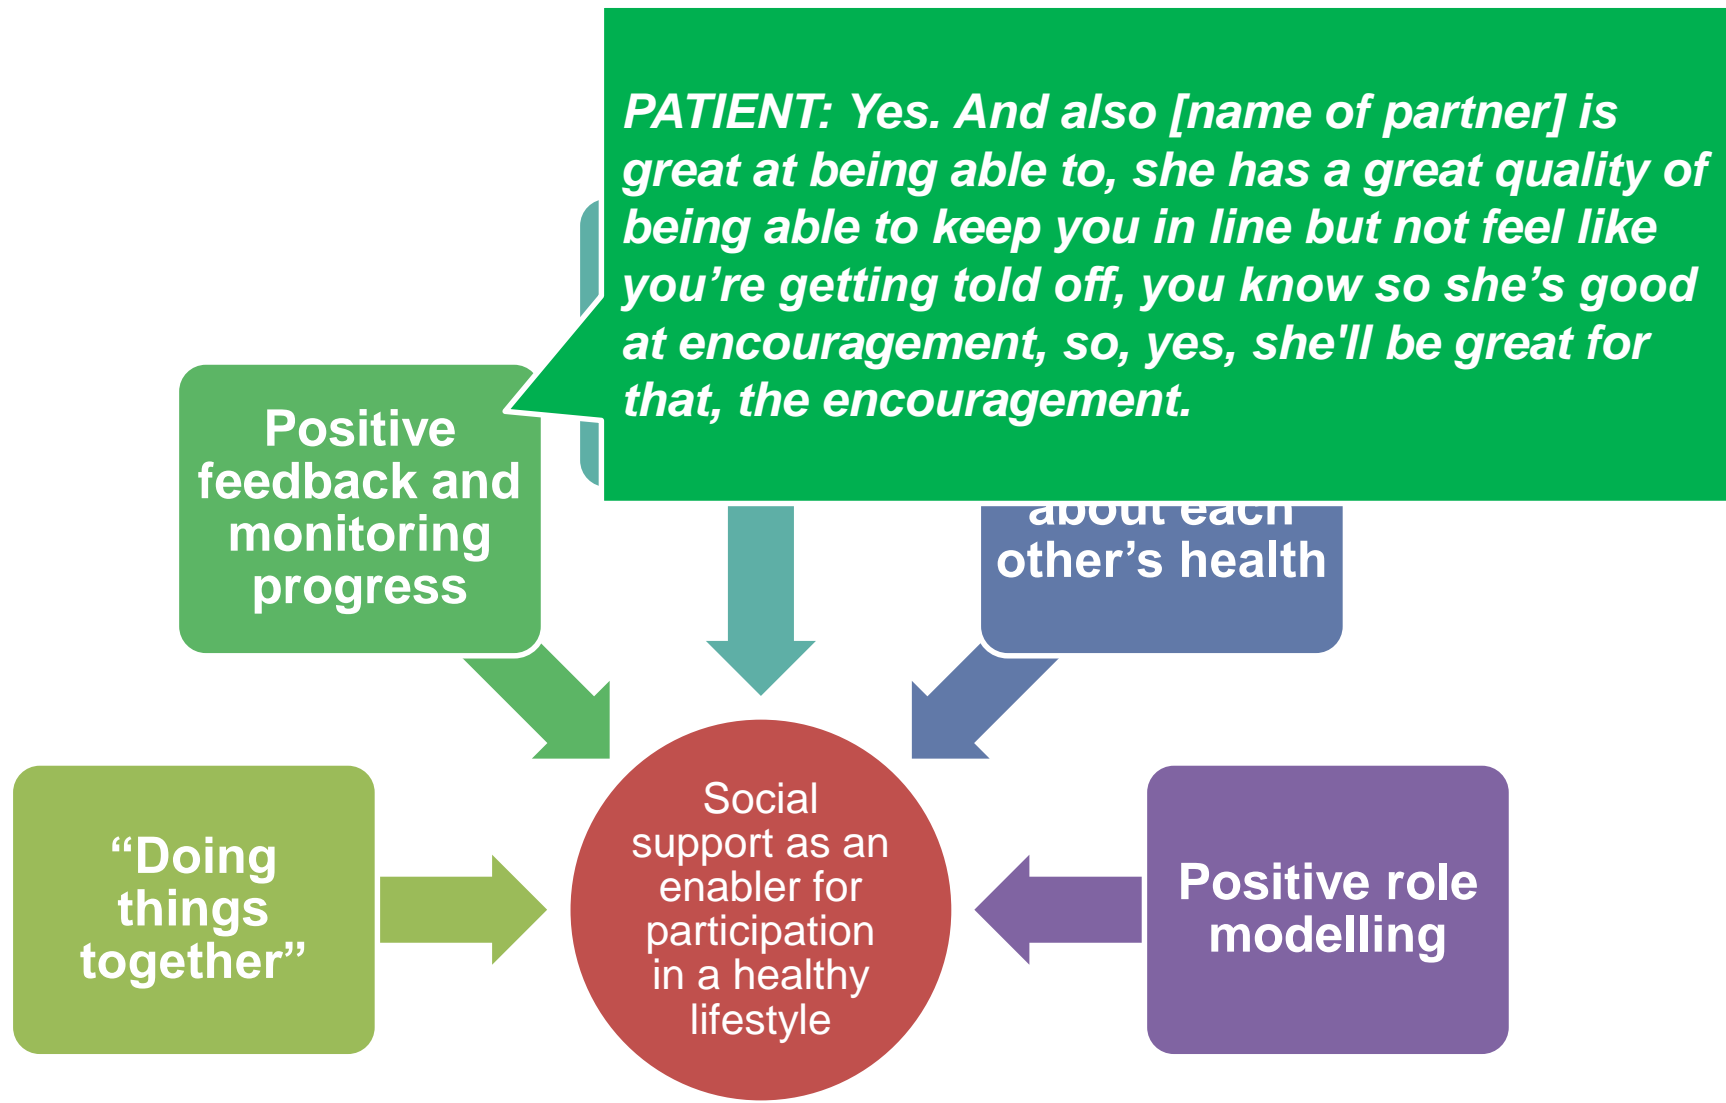 PATIENT: Yes. And also [name of partner] is
great at being able to, she has a great quality of
being able to keep you in line but not feel like
you’re getting told off, you know so she’s good
at encouragement, so, yes, she'll be great for
that, the encouragement.
Positive
feedback and
monitoring
progress
about each
other’s health
“Doing
things
together”
Social
support as an
enabler for
participation
in a healthy
lifestyle
Positive role
modelling